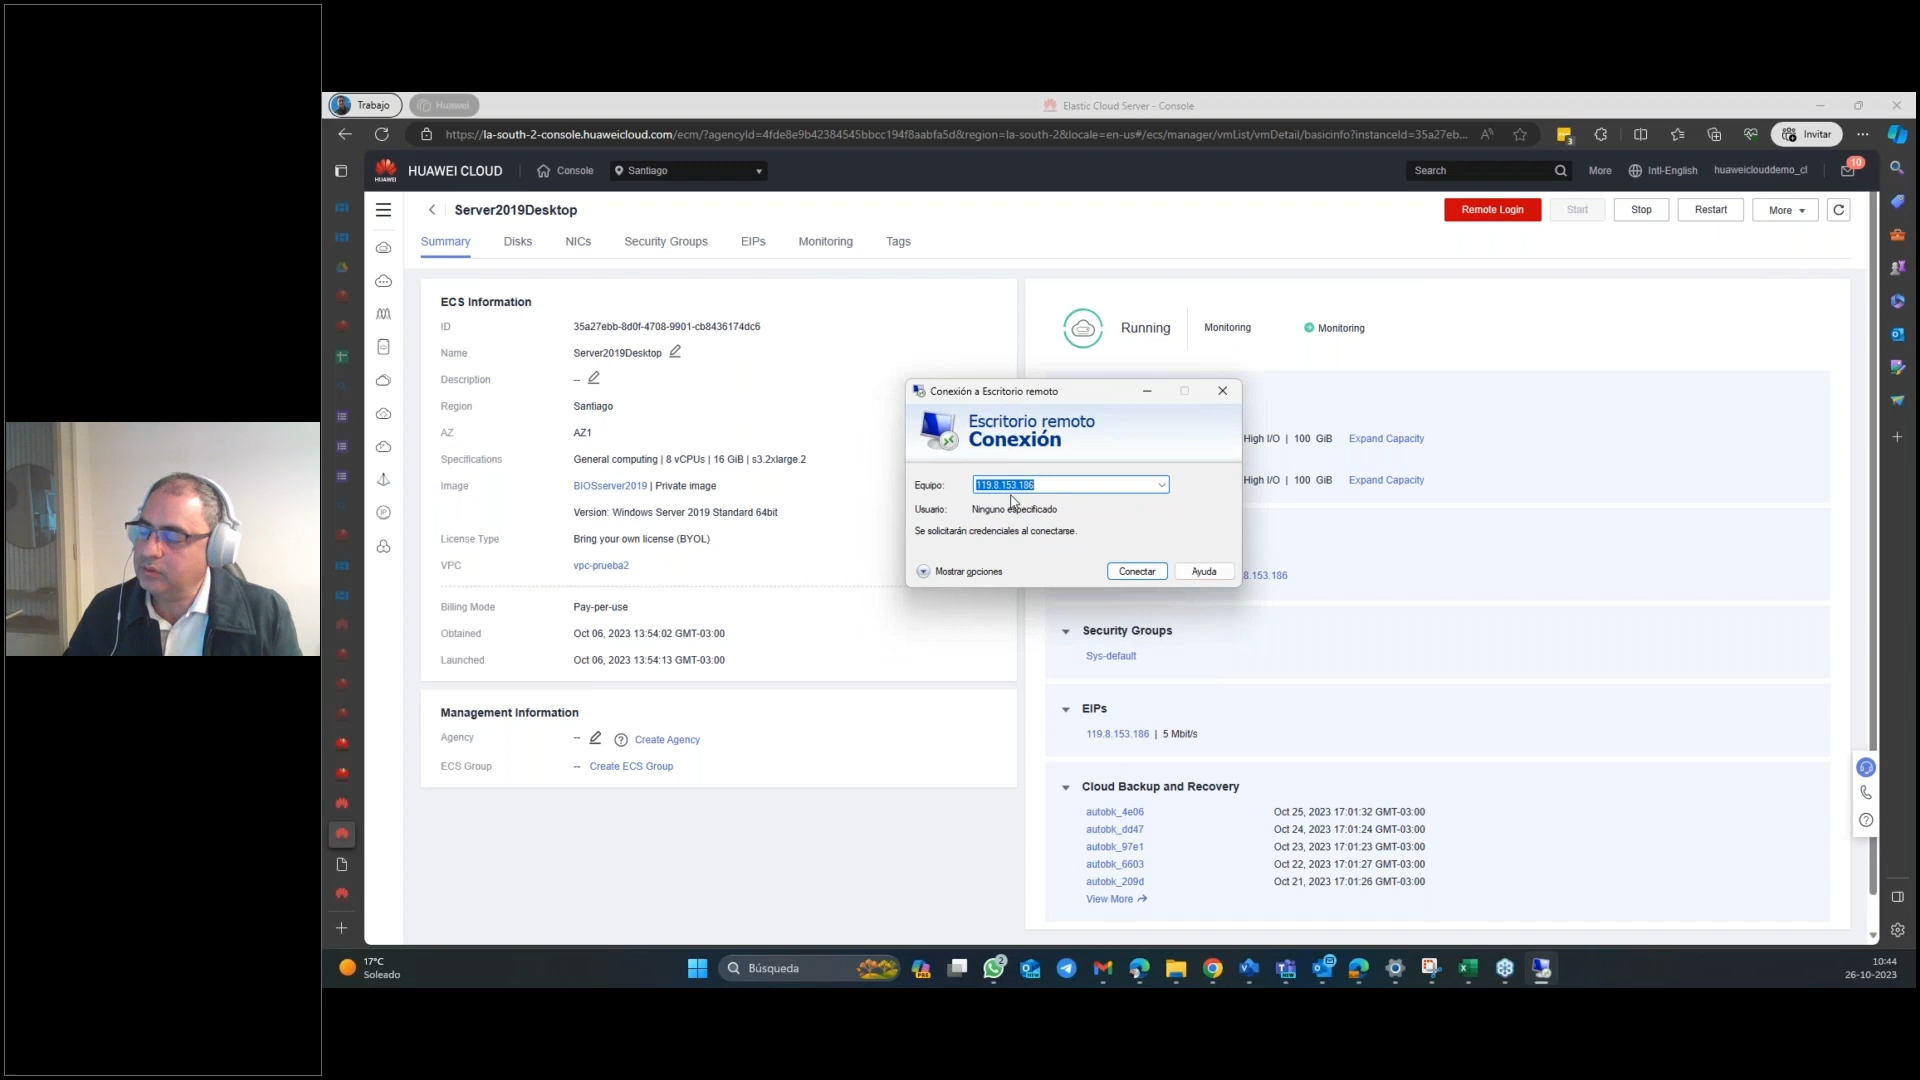 Trabajo
Huawei
Elastic Cloud Server - Console
https://la-south-2-console.huaweicloud.com/ecm/?agencyId=4fde8e9b42384545bbcc194f8aabfa5d&region=la-south-2&locale=en-us#/ecs/manager/vmList/vmDetail/basicinfo?instanceId=35a27eb...
3
Invitar
HUAWEI
HUAWEI CLOUD
Console
Santiago
Search
More
Intl-English
huaweiclouddemo_cl
10
Server2019Desktop
Remote Login
Start
Stop
Restart
More
Summary
Disks
NICs
Security Groups
EIPs
Monitoring
Tags
ECS Information
ID 35a27ebb-8d0f-4708-9901-cb8436174dc6
Name Server2019Desktop
Description --
Region Santiago
AZ AZ1
Specifications General computing | 8 vCPUs | 16 GiB | s3.2xlarge.2
Image BIOSserver2019 | Private image
Version: Windows Server 2019 Standard 64bit
License Type Bring your own license (BYOL)
VPC vpc-prueba2
Billing Mode Pay-per-use
Obtained Oct 06, 2023 13:54:02 GMT-03:00
Launched Oct 06, 2023 13:54:13 GMT-03:00
Management Information
Agency -- Create Agency
ECS Group -- Create ECS Group
Running
Monitoring
Monitoring
High I/O | 100 GiB Expand Capacity
High I/O | 100 GiB Expand Capacity
8.153.186
Conexión a Escritorio remoto
Escritorio remoto
Conexión
Equipo: 119.8.153.186
Usuario: Ninguno especificado
Se solicitarán credenciales al conectarse.
Mostrar opciones
Conectar
Ayuda
Security Groups
Sys-default
EIPs
119.8.153.186 | 5 Mbit/s
Cloud Backup and Recovery
autobk_4e06 Oct 25, 2023 17:01:32 GMT-03:00
autobk_dd47 Oct 24, 2023 17:01:24 GMT-03:00
autobk_97e1 Oct 23, 2023 17:01:23 GMT-03:00
autobk_6603 Oct 22, 2023 17:01:27 GMT-03:00
autobk_209d Oct 21, 2023 17:01:26 GMT-03:00
View More
17°C
Soleado
Búsqueda
2
10:44
26-10-2023